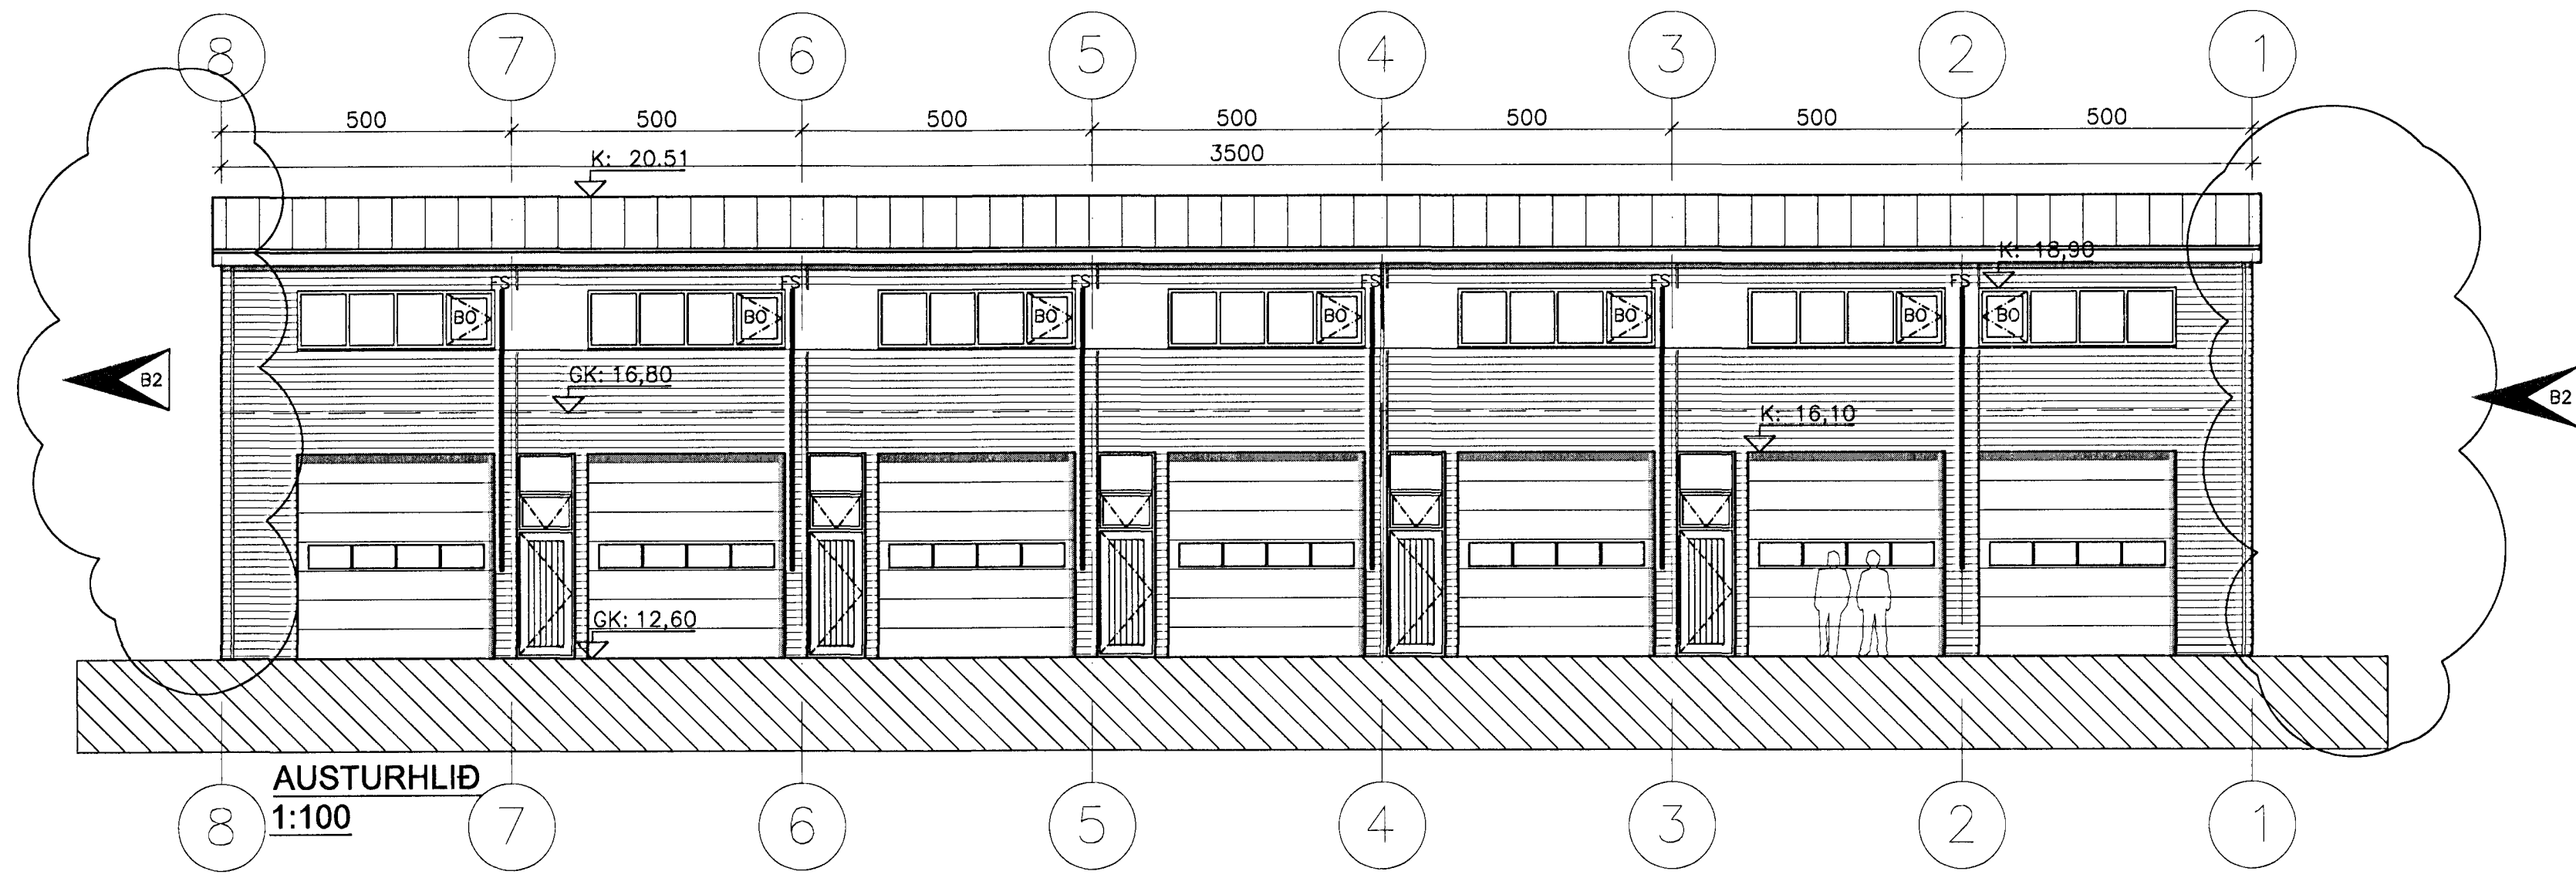 8 7 6 5 4 3 2 1
500 500 500 500 500 500 500
3500
K: 20.51
K: 18,90
FS FS FS FS FS FS
BO BO BO BO BO BO BO
GK: 16,80
B2
B2
K: 16,10
GK: 12,60
AUSTURHLIÐ
1:100
8 7 6 5 4 3 2 1